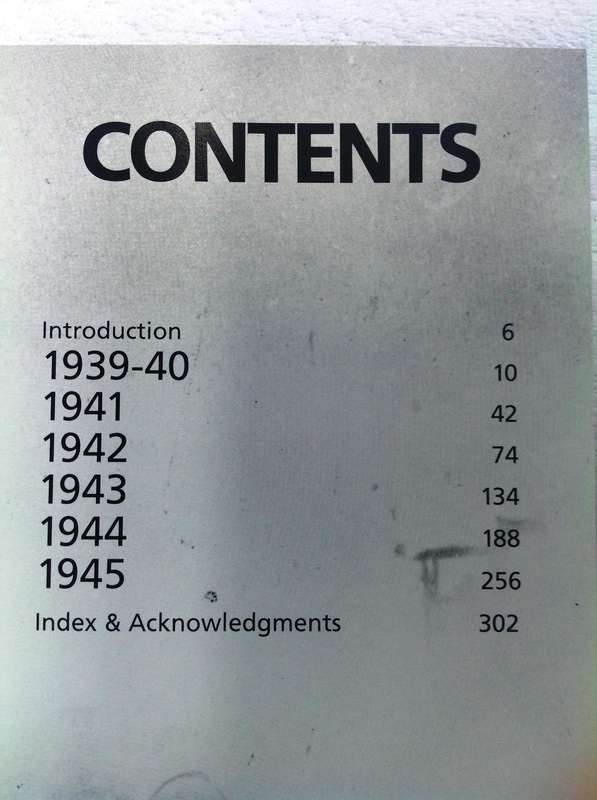 CONTENTS
Introduction 6
1939-40 10
1941 42
1942 74
1943 134
1944 188
1945 256
Index & Acknowledgments 302